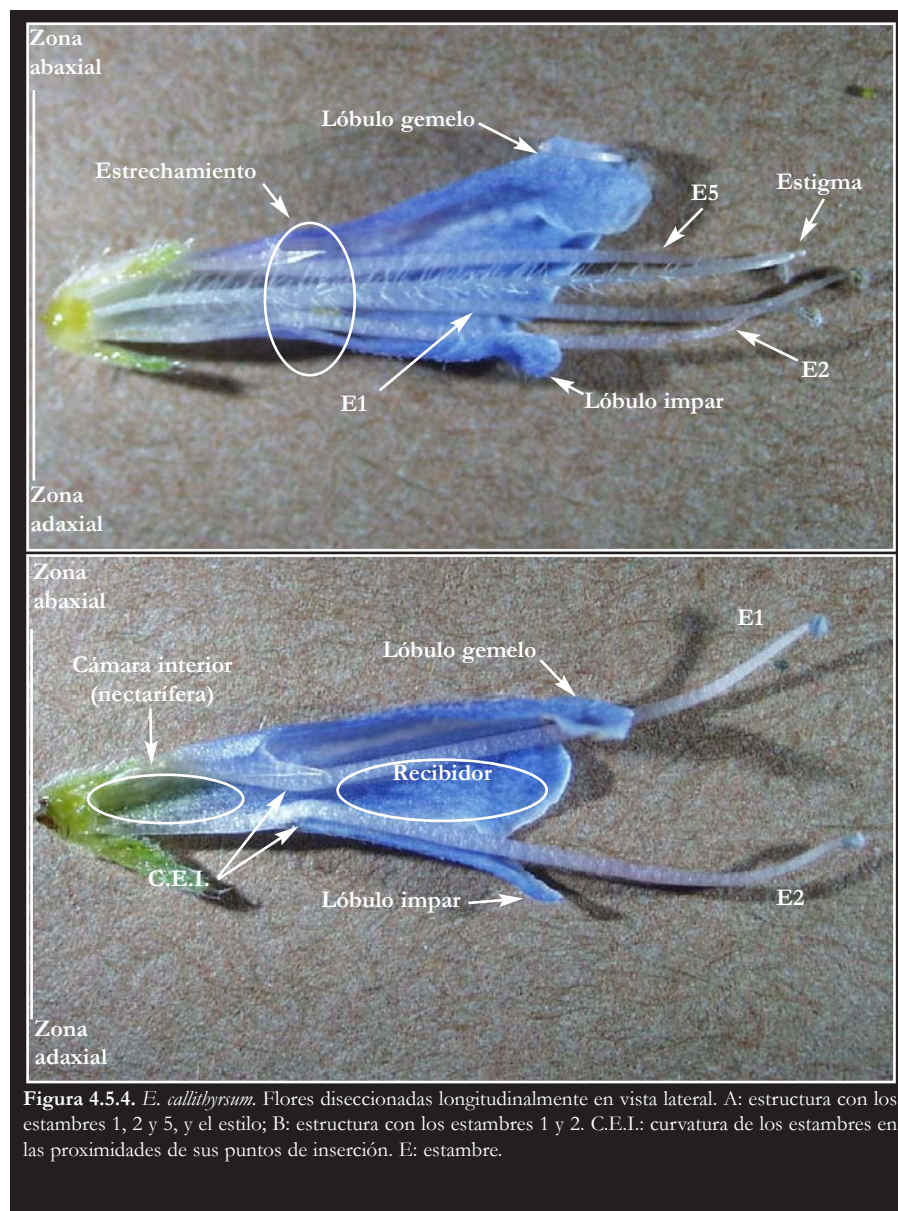 Zona
abaxial
Lóbulo gemelo
Estrechamiento
E5
Estigma
E1
E2
Lóbulo impar
Zona
adaxial
Zona
abaxial
E1
Cámara interior
(nectarífera)
Lóbulo gemelo
Recibidor
C.E.I.
Lóbulo impar
E2
Zona
adaxial
Figura 4.5.4. E. callithyrsum. Flores diseccionadas longitudinalmente en vista lateral. A: estructura con los
estambres 1, 2 y 5, y el estilo; B: estructura con los estambres 1 y 2. C.E.I.: curvatura de los estambres en
las proximidades de sus puntos de inserción. E: estambre.